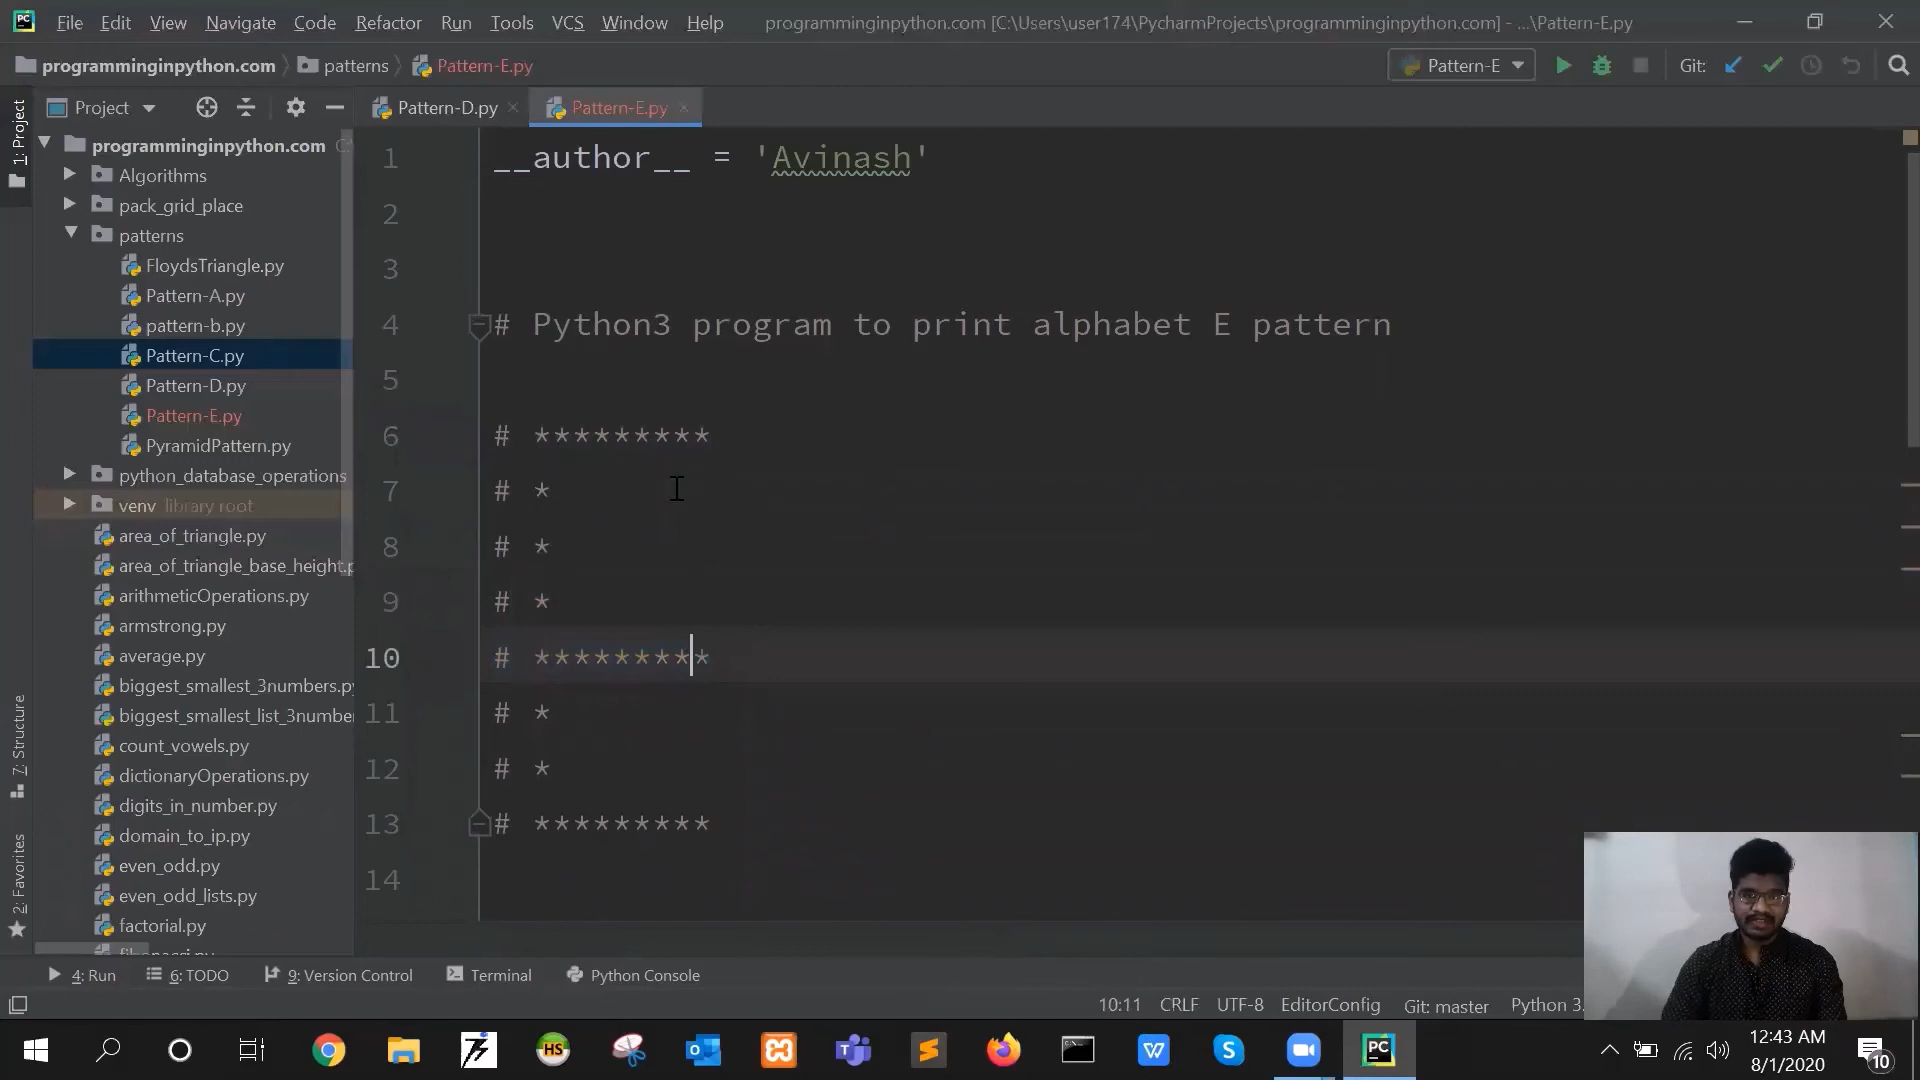 File Edit View Navigate Code Refactor Run Tools VCS Window Help programminginpython.com [C:\Users\user174\PycharmProjects\programminginpython.com] - ...\Pattern-E.py
programminginpython.com patterns Pattern-E.py Pattern-E Git:
Project Pattern-D.py Pattern-E.py
1: Project
programminginpython.com C:
Algorithms
pack_grid_place
patterns
FloydsTriangle.py
Pattern-A.py
pattern-b.py
Pattern-C.py
Pattern-D.py
Pattern-E.py
PyramidPattern.py
python_database_operations
venv library root
area_of_triangle.py
area_of_triangle_base_height.p
arithmeticOperations.py
armstrong.py
average.py
biggest_smallest_3numbers.py
biggest_smallest_list_3number
count_vowels.py
dictionaryOperations.py
digits_in_number.py
domain_to_ip.py
even_odd.py
even_odd_lists.py
factorial.py
7: Structure
2: Favorites
1 __author__ = 'Avinash'
2
3
4 # Python3 program to print alphabet E pattern
5
6 # *********
7 # *
8 # *
9 # *
10 # *********
11 # *
12 # *
13 # *********
14
4: Run 6: TODO 9: Version Control Terminal Python Console
10:11 CRLF UTF-8 EditorConfig Git: master Python 3.
HS W S PC
12:43 AM
8/1/2020
10